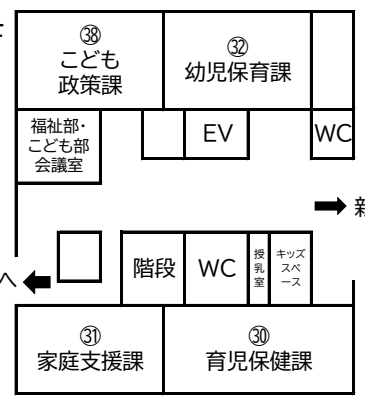 ㊳
こども
政策課
㉜
幼児保育課
福祉部・
こども部
会議室
EV
WC
新
へ
階段
WC
授
乳
室
キッズ
スペ
ース
㉛
家庭支援課
㉚
育児保健課